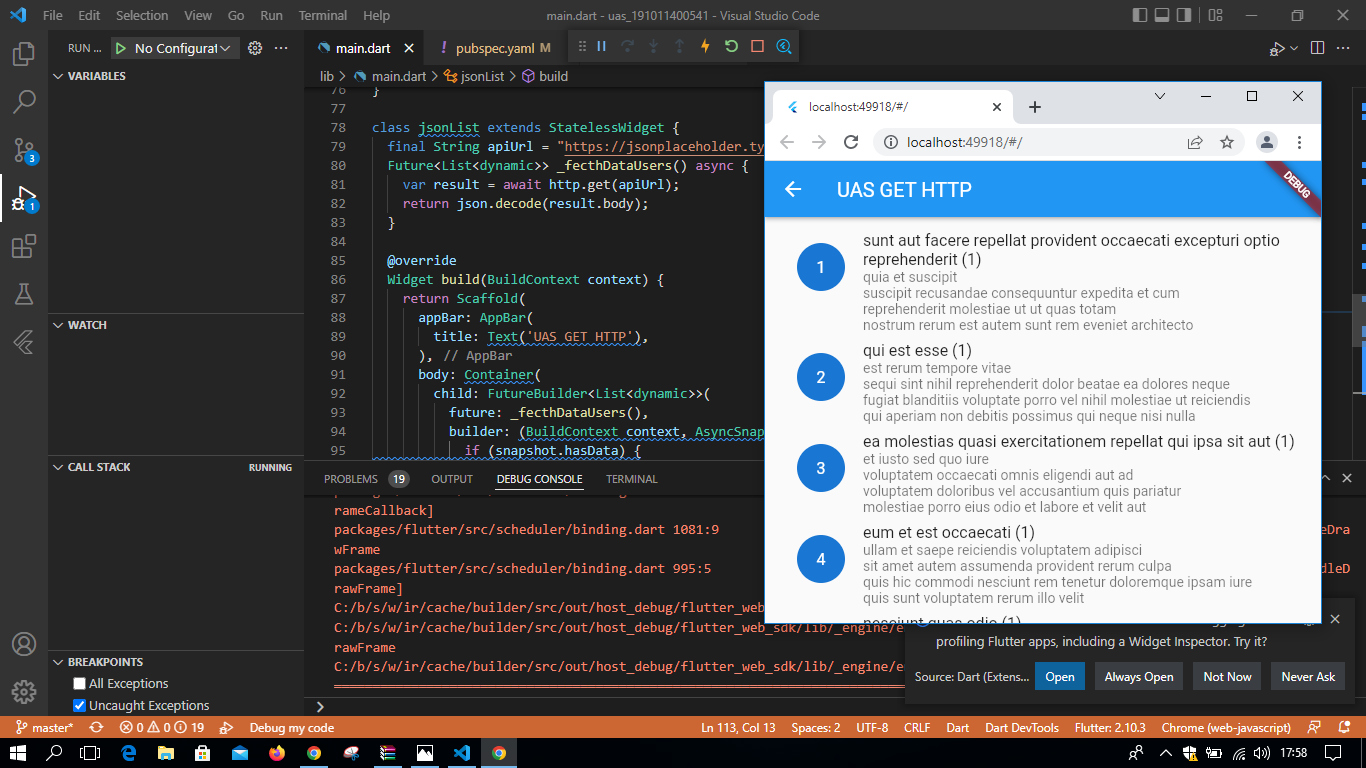 File Edit Selection View Go Run Terminal Help
main.dart - uas_191011400541 - Visual Studio Code
RUN ...
No Configurat
main.dart
! pubspec.yaml M
VARIABLES
lib > main.dart > jsonList > build
76 }
77
78 class jsonList extends StatelessWidget {
79 final String apiUrl = "https://jsonplaceholder.ty
80 Future<List<dynamic>> _fecthDataUsers() async {
81 var result = await http.get(apiUrl);
82 return json.decode(result.body);
83 }
84
85 @override
86 Widget build(BuildContext context) {
87 return Scaffold(
88 appBar: AppBar(
89 title: Text('UAS GET HTTP'),
90 ), // AppBar
91 body: Container(
92 child: FutureBuilder<List<dynamic>>(
93 future: _fecthDataUsers(),
94 builder: (BuildContext context, AsyncSnap
95 if (snapshot.hasData) {
3
1
WATCH
CALL STACK
RUNNING
BREAKPOINTS
All Exceptions
Uncaught Exceptions
PROBLEMS 19 OUTPUT DEBUG CONSOLE TERMINAL
rameCallback]
packages/flutter/src/scheduler/binding.dart 1081:9
eDra
wFrame
packages/flutter/src/scheduler/binding.dart 995:5
dleD
rawFrame]
C:/b/s/w/ir/cache/builder/src/out/host_debug/flutter_web_
C:/b/s/w/ir/cache/builder/src/out/host_debug/flutter_web_sdk/lib/_engine/e
rawFrame
C:/b/s/w/ir/cache/builder/src/out/host_debug/flutter_web_sdk/lib/_engine/e
localhost:49918/#/
localhost:49918/#/
UAS GET HTTP
DEBUG
1
sunt aut facere repellat provident occaecati excepturi optio
reprehenderit (1)
quia et suscipit
suscipit recusandae consequuntur expedita et cum
reprehenderit molestiae ut ut quas totam
nostrum rerum est autem sunt rem eveniet architecto
2
qui est esse (1)
est rerum tempore vitae
sequi sint nihil reprehenderit dolor beatae ea dolores neque
fugiat blanditiis voluptate porro vel nihil molestiae ut reiciendis
qui aperiam non debitis possimus qui neque nisi nulla
3
ea molestias quasi exercitationem repellat qui ipsa sit aut (1)
et iusto sed quo iure
voluptatem occaecati omnis eligendi aut ad
voluptatem doloribus vel accusantium quis pariatur
molestiae porro eius odio et labore et velit aut
4
eum et est occaecati (1)
ullam et saepe reiciendis voluptatem adipisci
sit amet autem assumenda provident rerum culpa
quis hic commodi nesciunt rem tenetur doloremque ipsam iure
quis sunt voluptatem rerum illo velit
nesciunt quas odio (1)
profiling Flutter apps, including a Widget Inspector. Try it?
Source: Dart (Extens...
Open
Always Open
Not Now
Never Ask
master*
0 0 19
Debug my code
Ln 113, Col 13
Spaces: 2
UTF-8
CRLF
Dart
Dart DevTools
Flutter: 2.10.3
Chrome (web-javascript)
17:58